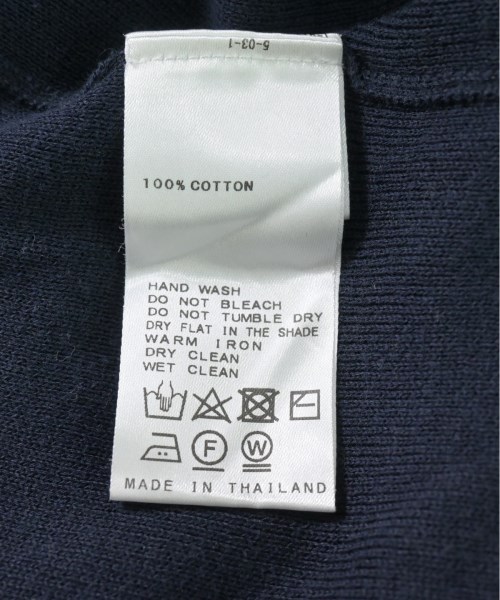 5-03-1
100% COTTON
HAND WASH
DO NOT BLEACH
DO NOT TUMBLE DRY
DRY FLAT IN THE SHADE
WARM IRON
DRY CLEAN
WET CLEAN
F W
MADE IN THAILAND